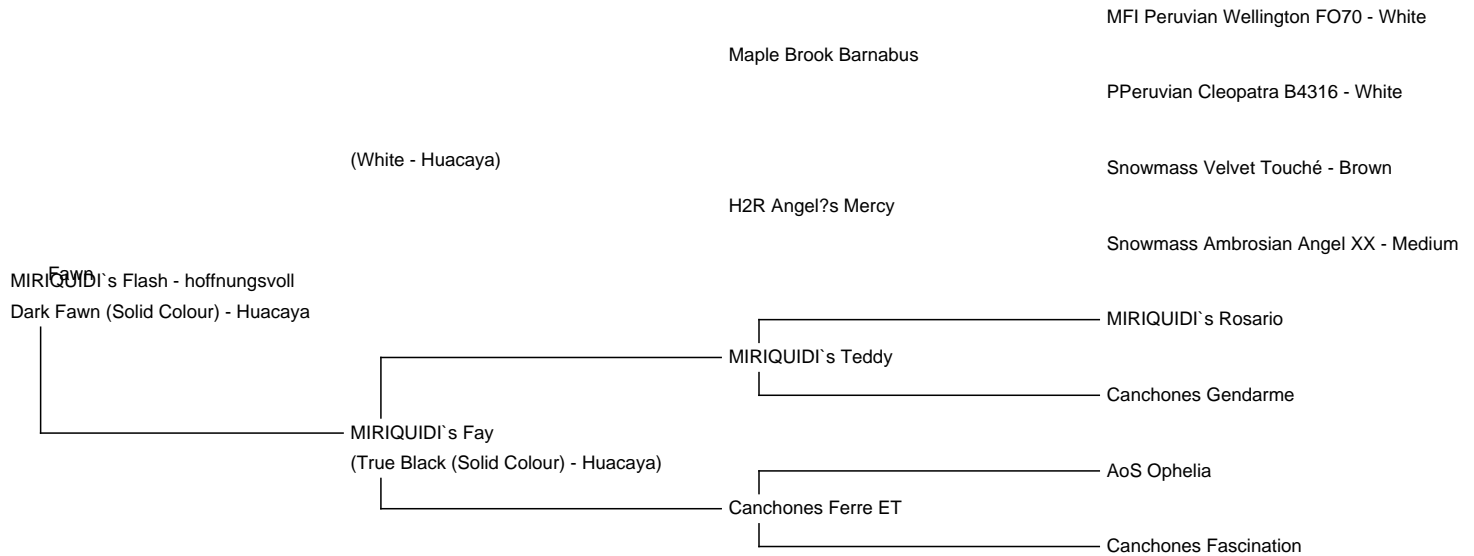 MFI Peruvian Wellington FO70 - White
Maple Brook Barnabus
PPeruvian Cleopatra B4316 - White
(White - Huacaya)
Snowmass Velvet Touché - Brown
H2R Angel?s Mercy
Snowmass Ambrosian Angel XX - Medium
Fawn
MIRIQUIDI`s Flash - hoffnungsvoll
Dark Fawn (Solid Colour) - Huacaya
MIRIQUIDI`s Rosario
MIRIQUIDI`s Teddy
Canchones Gendarme
MIRIQUIDI`s Fay
(True Black (Solid Colour) - Huacaya)
AoS Ophelia
Canchones Ferre ET
Canchones Fascination